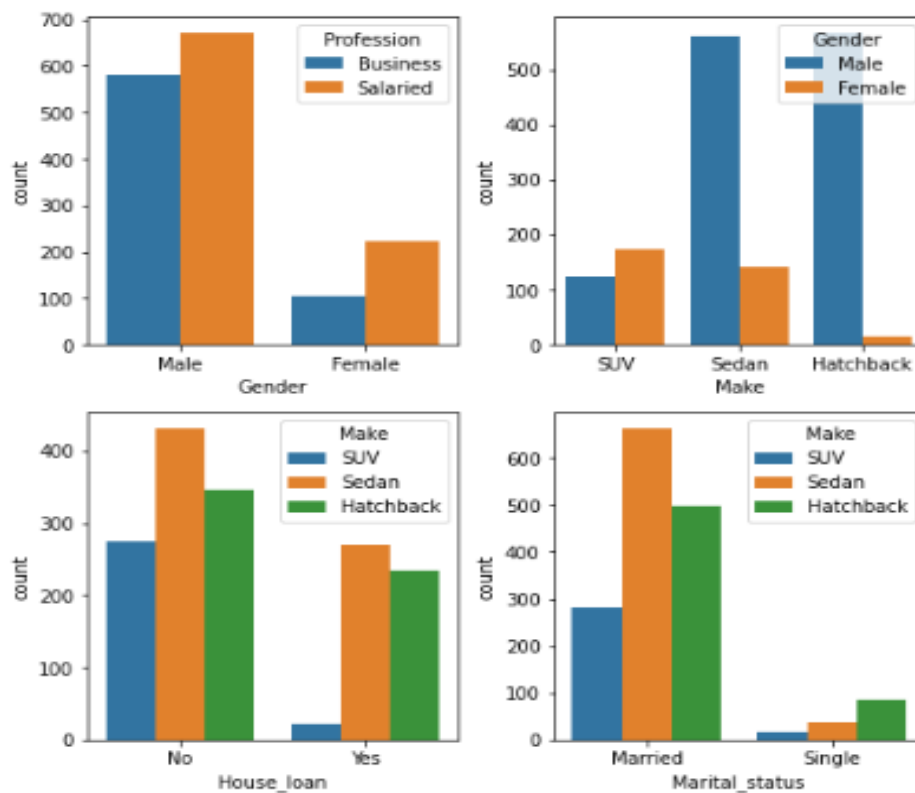 700
600
500
400
300
200
100
0
count
Profession
Business
Salaried
Male
Female
Gender
500
400
300
200
100
0
count
Gender
Male
Female
SUV
Sedan
Hatchback
Make
400
300
200
100
0
count
Make
SUV
Sedan
Hatchback
No
Yes
House_loan
600
500
400
300
200
100
0
count
Make
SUV
Sedan
Hatchback
Married
Single
Marital_status